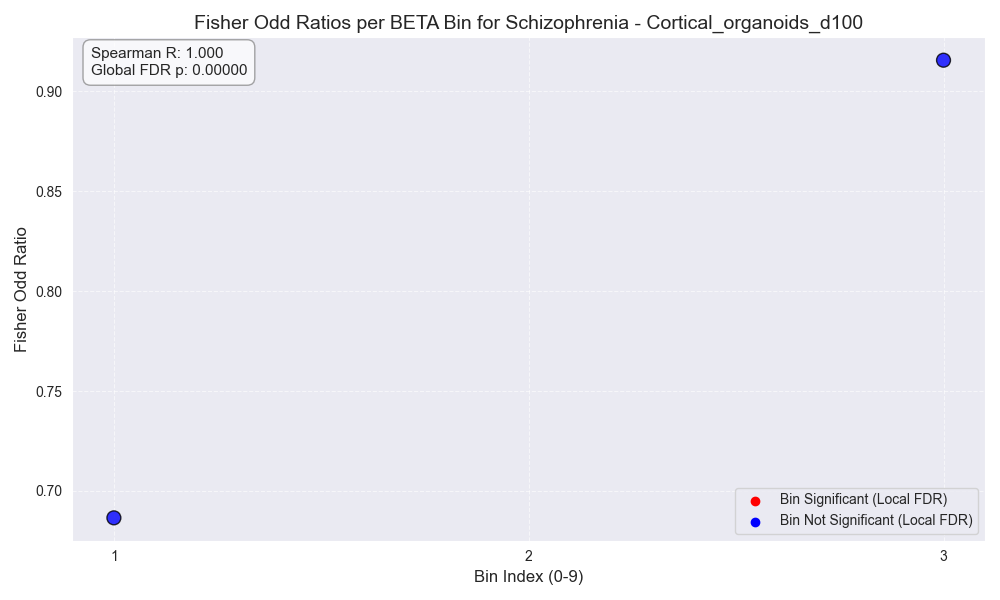 Fisher Odd Ratios per BETA Bin for Schizophrenia - Cortical_organoids_d100
Spearman R: 1.000
Global FDR p: 0.00000
0.90
0.85
0.80
0.75
0.70
Fisher Odd Ratio
Bin Significant (Local FDR)
Bin Not Significant (Local FDR)
1
2
3
Bin Index (0-9)